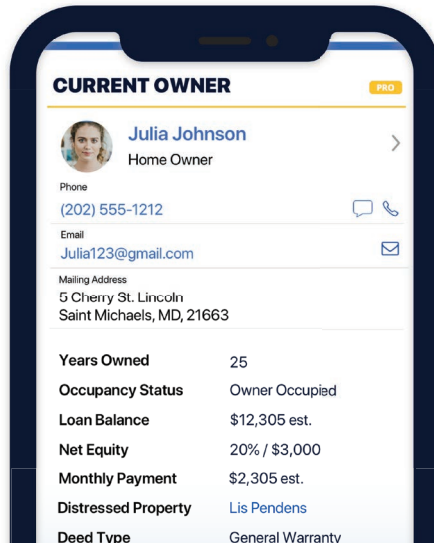 CURRENT OWNER PRO
Julia Johnson
Home Owner
Phone
(202) 555-1212
Email
Julia123@gmail.com
Mailing Address
5 Cherry St. Lincoln
Saint Michaels, MD, 21663
Years Owned 25
Occupancy Status Owner Occupied
Loan Balance $12,305 est.
Net Equity 20% / $3,000
Monthly Payment $2,305 est.
Distressed Property Lis Pendens
Deed Type General Warranty